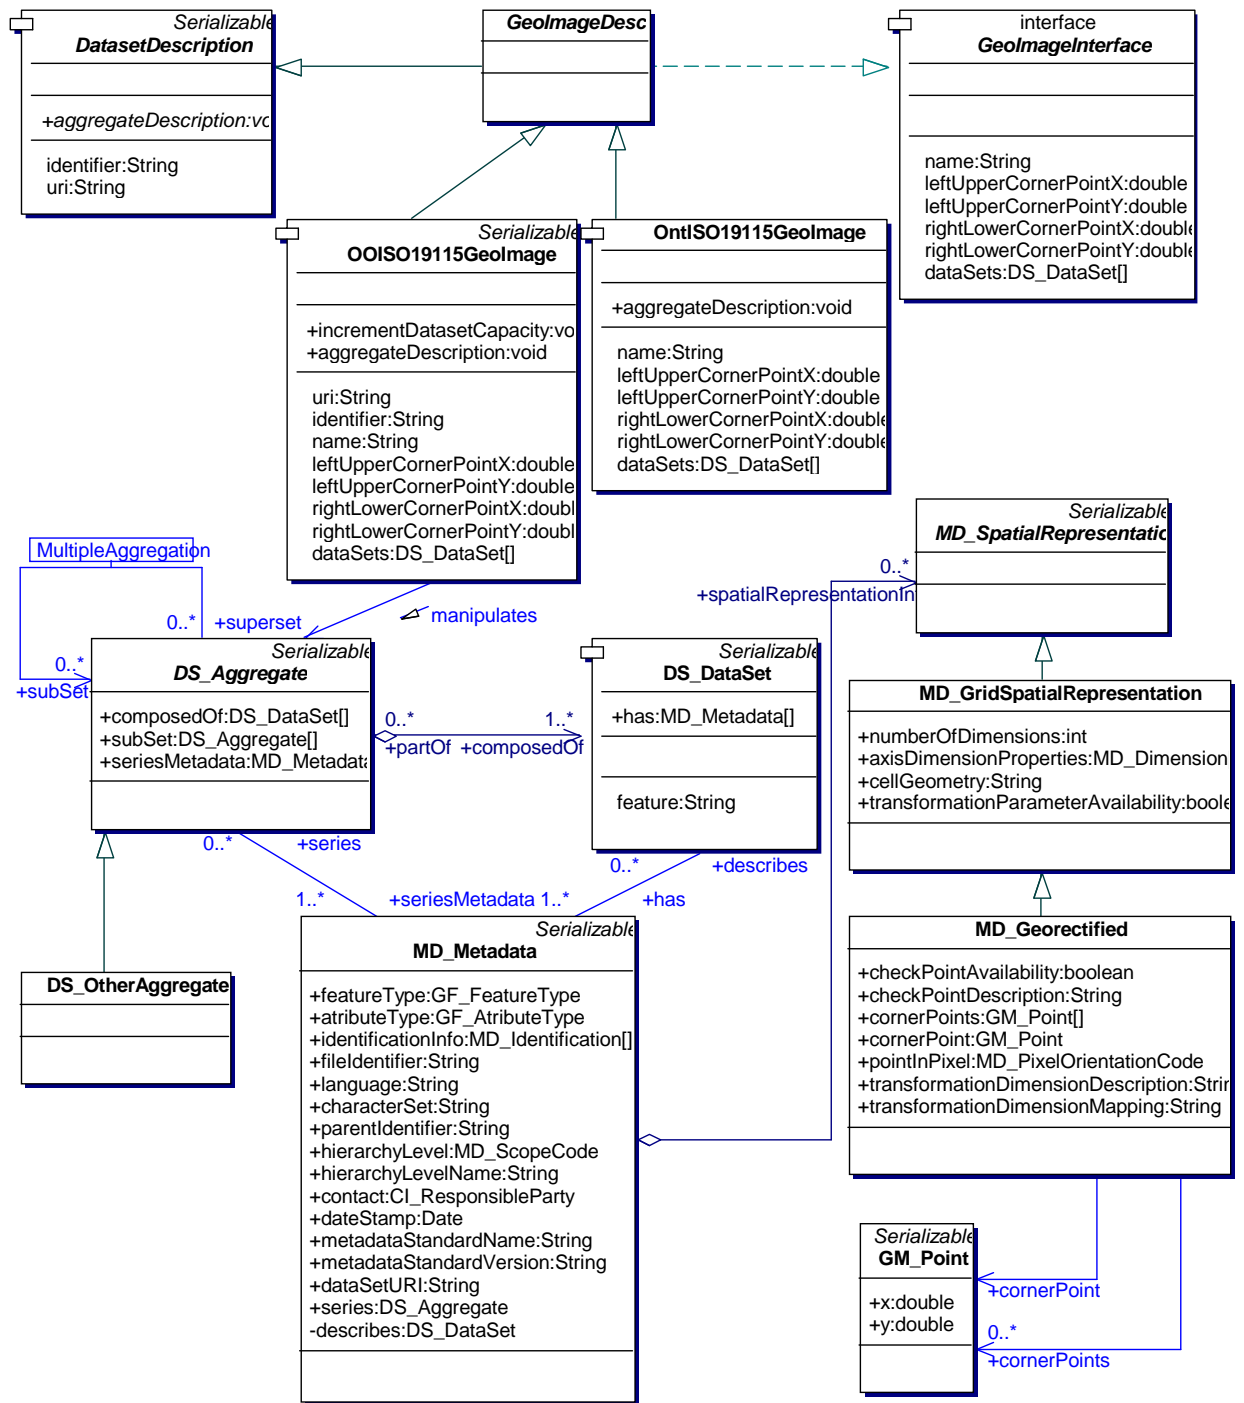 Serializable
DatasetDescription
+aggregateDescription:vo
identifier:String
uri:String
GeoImageDesc
interface
GeoImageInterface
name:String
leftUpperCornerPointX:double
leftUpperCornerPointY:double
rightLowerCornerPointX:double
rightLowerCornerPointY:double
dataSets:DS_DataSet[]
Serializable
OOISO19115GeoImage
+incrementDatasetCapacity:vo
+aggregateDescription:void
uri:String
identifier:String
name:String
leftUpperCornerPointX:double
leftUpperCornerPointY:double
rightLowerCornerPointX:doubl
rightLowerCornerPointY:doubl
dataSets:DS_DataSet[]
OntISO19115GeoImage
+aggregateDescription:void
name:String
leftUpperCornerPointX:double
leftUpperCornerPointY:double
rightLowerCornerPointX:double
rightLowerCornerPointY:double
dataSets:DS_DataSet[]
MultipleAggregation
0..*
+superset
0..*
+subSet
manipulates
Serializable
DS_Aggregate
+composedOf:DS_DataSet[]
+subSet:DS_Aggregate[]
+seriesMetadata:MD_Metadata
0..*
+partOf
1..*
+composedOf
Serializable
DS_DataSet
+has:MD_Metadata[]
feature:String
0..*
+spatialRepresentationIn
Serializable
MD_SpatialRepresentatic
MD_GridSpatialRepresentation
+numberOfDimensions:int
+axisDimensionProperties:MD_Dimension
+cellGeometry:String
+transformationParameterAvailability:boole
0..*
+series
1..*
+seriesMetadata
0..*
+describes
1..*
+has
DS_OtherAggregate
Serializable
MD_Metadata
+featureType:GF_FeatureType
+atributeType:GF_AtributeType
+identificationInfo:MD_Identification[]
+fileIdentifier:String
+language:String
+characterSet:String
+parentIdentifier:String
+hierarchyLevel:MD_ScopeCode
+hierarchyLevelName:String
+contact:CI_ResponsibleParty
+dateStamp:Date
+metadataStandardName:String
+metadataStandardVersion:String
+dataSetURI:String
+series:DS_Aggregate
-describes:DS_DataSet
MD_Georectified
+checkPointAvailability:boolean
+checkPointDescription:String
+cornerPoints:GM_Point[]
+cornerPoint:GM_Point
+pointInPixel:MD_PixelOrientationCode
+transformationDimensionDescription:Strin
+transformationDimensionMapping:String
Serializable
GM_Point
+x:double
+y:double
+cornerPoint
0..*
+cornerPoints